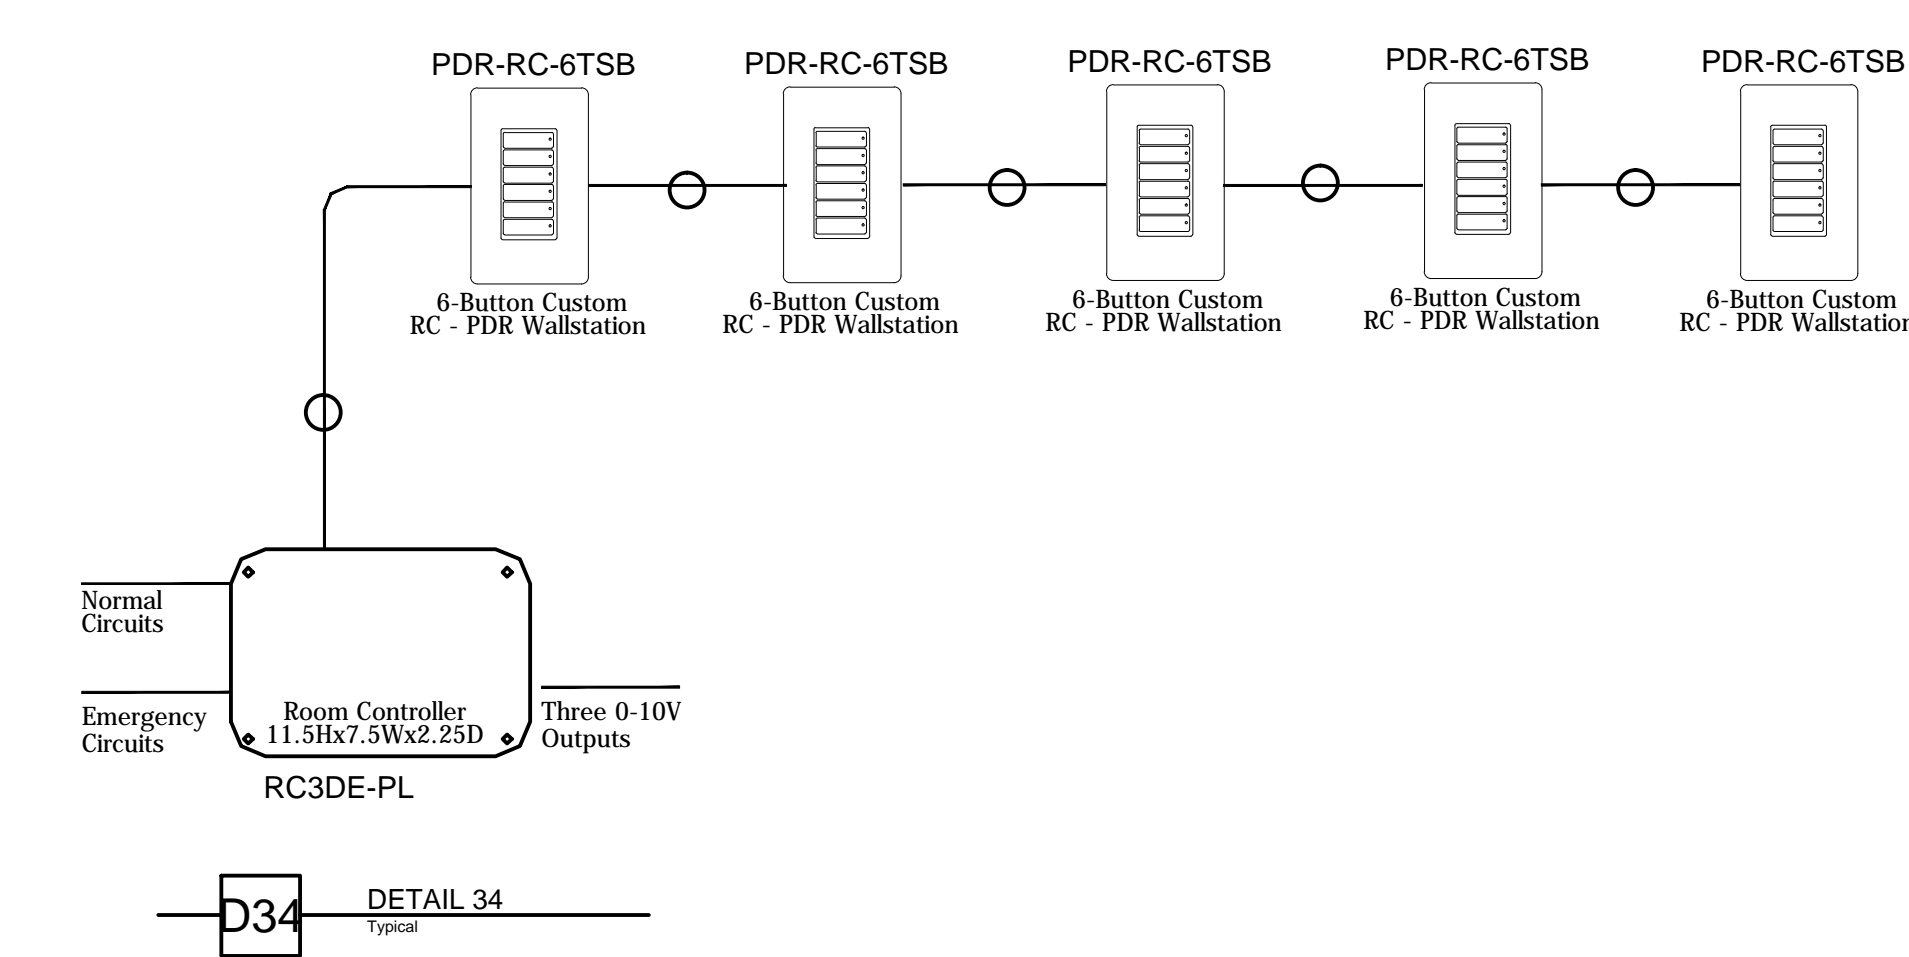 PDR-RC-6TSB
PDR-RC-6TSB
PDR-RC-6TSB
PDR-RC-6TSB
PDR-RC-6TSB
6-Button Custom
RC - PDR Wallstation
6-Button Custom
RC - PDR Wallstation
6-Button Custom
RC - PDR Wallstation
6-Button Custom
RC - PDR Wallstation
6-Button Custom
RC - PDR Wallstation
Normal
Circuits
Emergency
Circuits
Room Controller
11.5Hx7.5Wx2.25D
Three 0-10V
Outputs
RC3DE-PL
D34
DETAIL 34
Typical